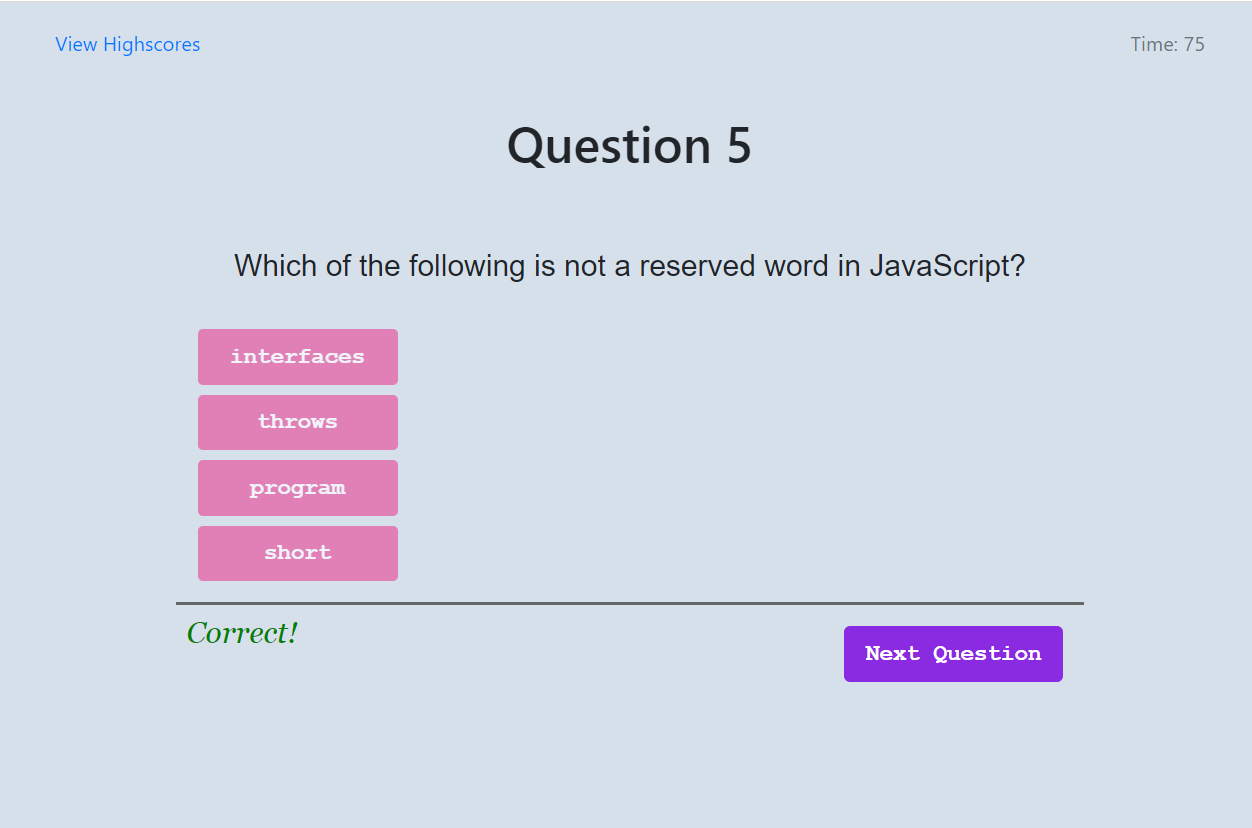 View Highscores
Time: 75
Question 5
Which of the following is not a reserved word in JavaScript?
interfaces
throws
program
short
Correct!
Next Question